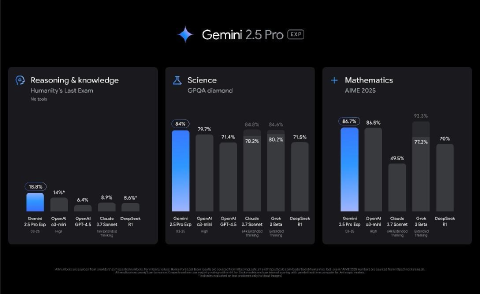 Gemini 2.5 Pro EXP
Reasoning & knowledge
Humanity's Last Exam
No tools
18.8%
14%*
6.4%
8.9%
8.6%*
Gemini
2.5 Pro Exp
OpenAI
o3-mini
High
OpenAI
GPT-4.5
Claude
3.7 Sonnet
64k Extended
Thinking
DeepSeek
R1
Science
GPQA diamond
84%
79.7%
71.4%
84.8%
78.2%
84.6%
80.2%
71.5%
Gemini
2.5 Pro Exp
OpenAI
o3-mini
High
OpenAI
GPT-4.5
Claude
3.7 Sonnet
64k Extended
Thinking
Grok
3 Beta
Extended
Thinking
DeepSeek
R1
Mathematics
AIME 2025
86.7%
86.5%
49.5%
93.3%
77.3%
70%
Gemini
2.5 Pro Exp
OpenAI
o3-mini
High
Claude
3.7 Sonnet
64k Extended
Thinking
Grok
3 Beta
Extended
Thinking
DeepSeek
R1